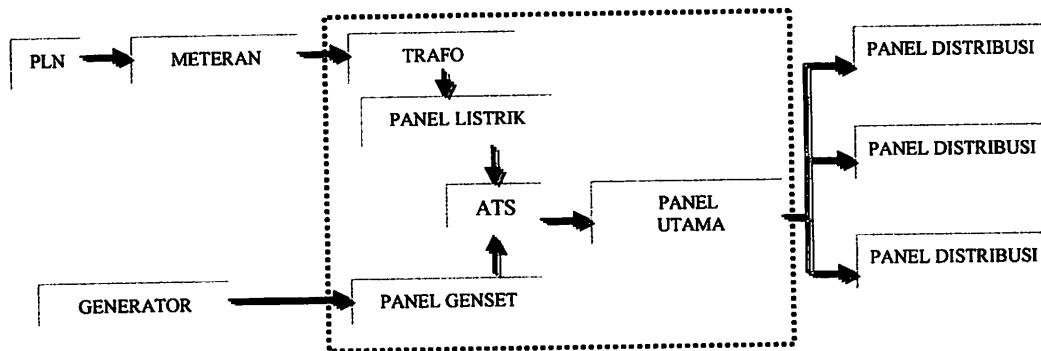 PLN
METERAN
TRAFO
PANEL LISTRIK
ATS
PANEL
UTAMA
GENERATOR
PANEL GENSET
PANEL DISTRIBUSI
PANEL DISTRIBUSI
PANEL DISTRIBUSI